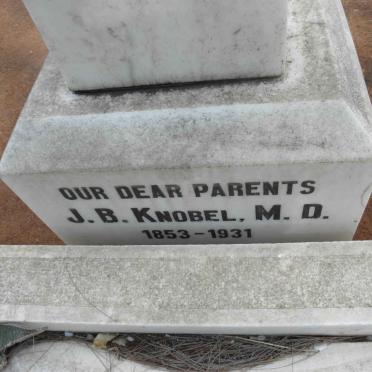 OUR DEAR PARENTS
J. B. KNOBEL, M. D.
1853 - 1931